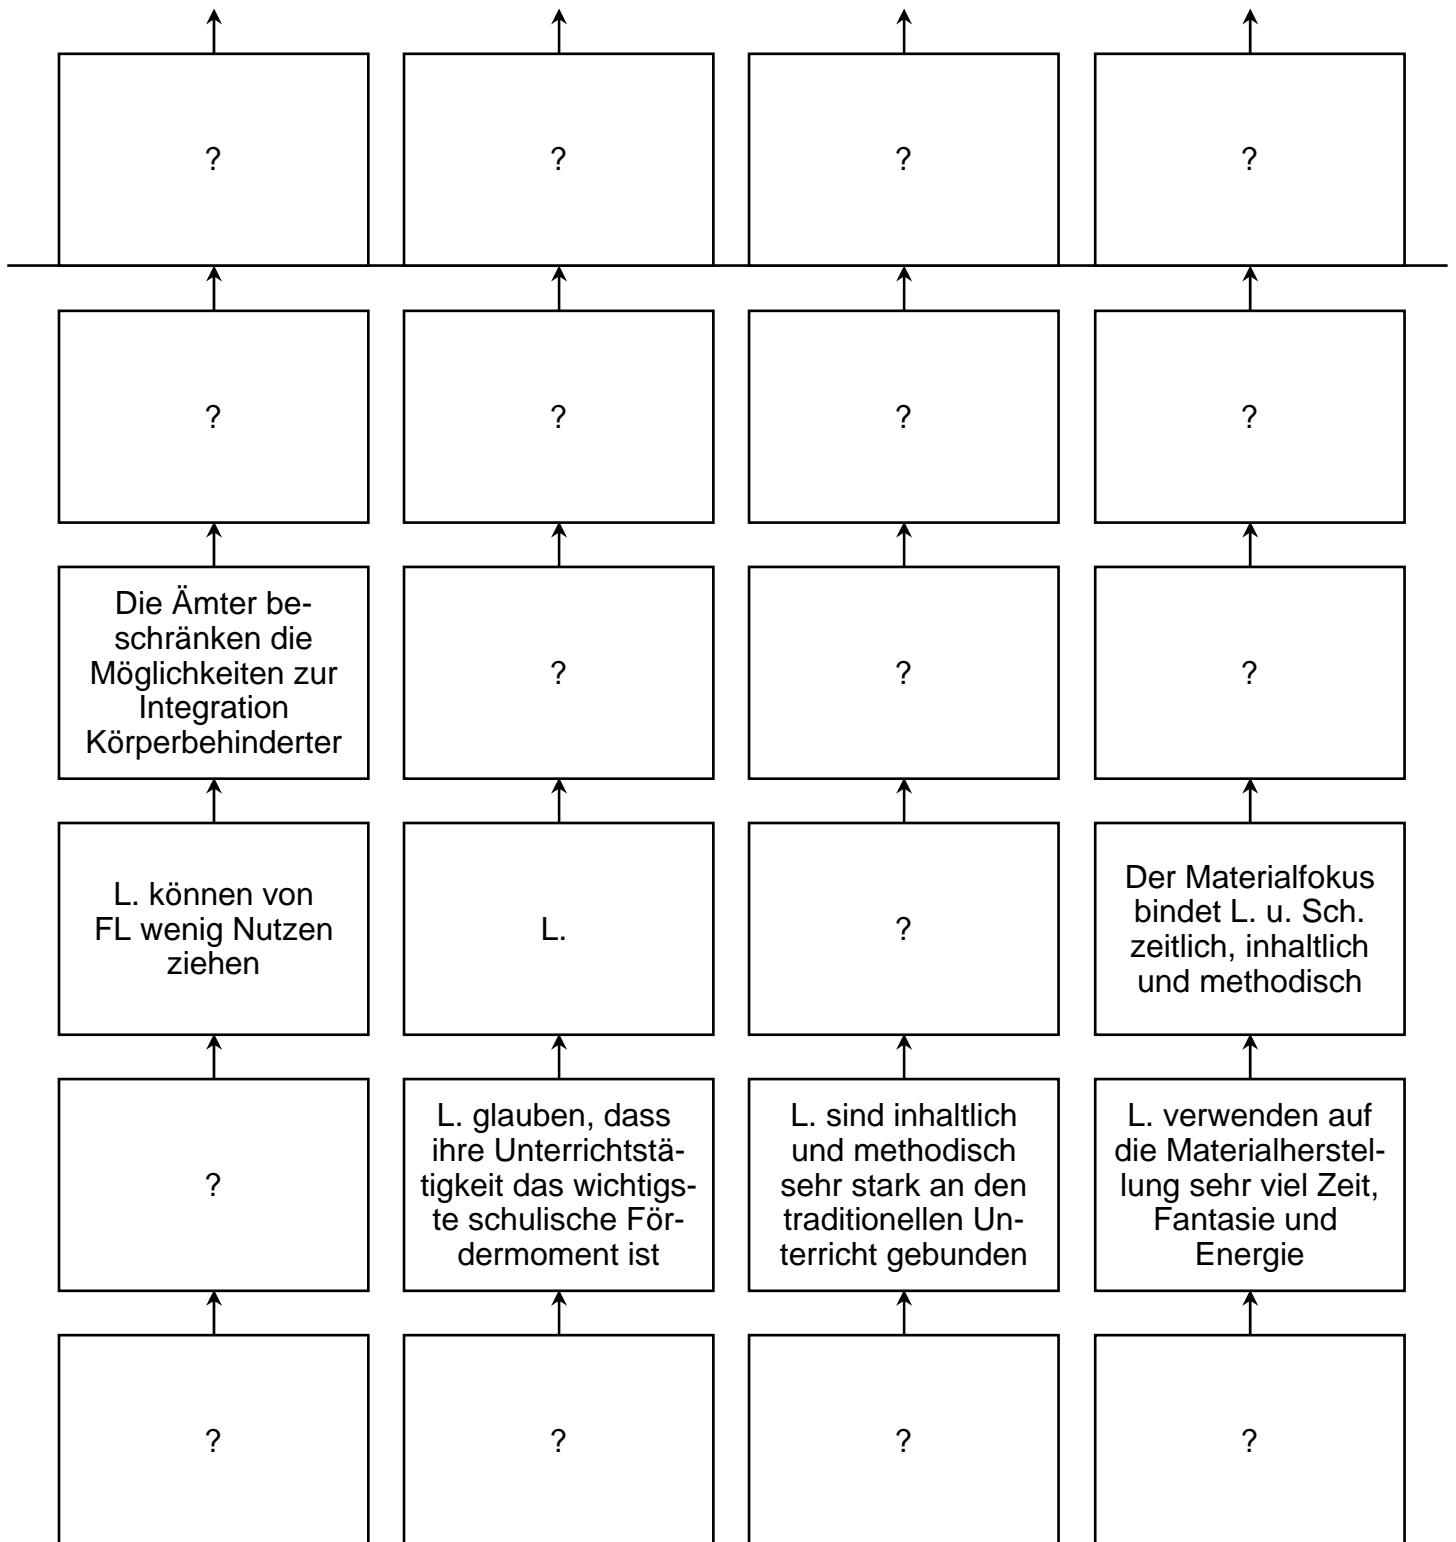 ?
?
?
?
?
?
?
?
Die Ämter be-
schränken die
Möglichkeiten zur
Integration
Körperbehinderter
?
?
?
L. können von
FL wenig Nutzen
ziehen
L.
?
Der Materialfokus
bindet L. u. Sch.
zeitlich, inhaltlich
und methodisch
?
L. glauben, dass
ihre Unterrichtstä-
tigkeit das wichtigs-
te schulische För-
dermoment ist
L. sind inhaltlich
und methodisch
sehr stark an den
traditionellen Un-
terricht gebunden
L. verwenden auf
die Materialherstel-
lung sehr viel Zeit,
Fantasie und
Energie
?
?
?
?